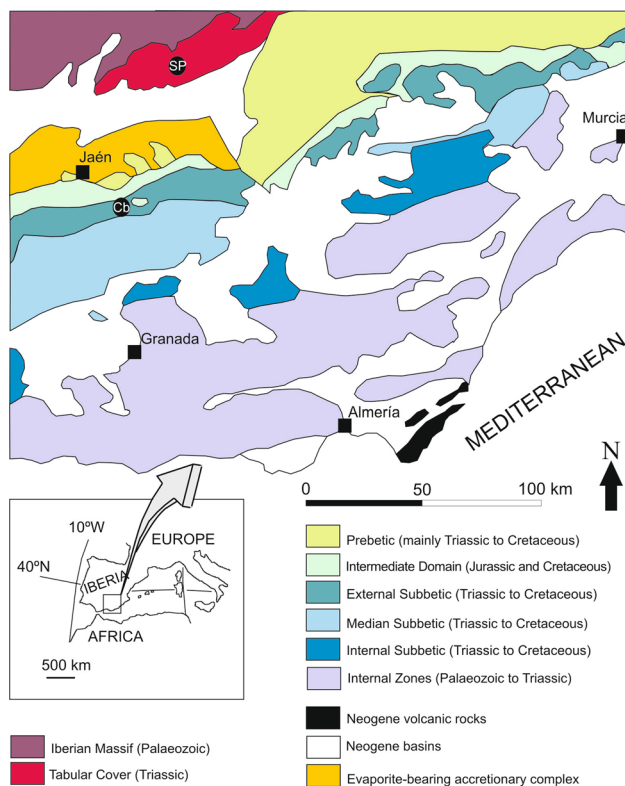 SP
Murcia
Jaén
Cb
Granada
Almería
MEDITERRANEAN
N
0 50 100 km
10ºW
40ºN
EUROPE
IBERIA
AFRICA
500 km
Prebetic (mainly Triassic to Cretaceous)
Intermediate Domain (Jurassic and Cretaceous)
External Subbetic (Triassic to Cretaceous)
Median Subbetic (Triassic to Cretaceous)
Internal Subbetic (Triassic to Cretaceous)
Internal Zones (Palaeozoic to Triassic)
Neogene volcanic rocks
Iberian Massif (Palaeozoic)
Neogene basins
Tabular Cover (Triassic)
Evaporite-bearing accretionary complex